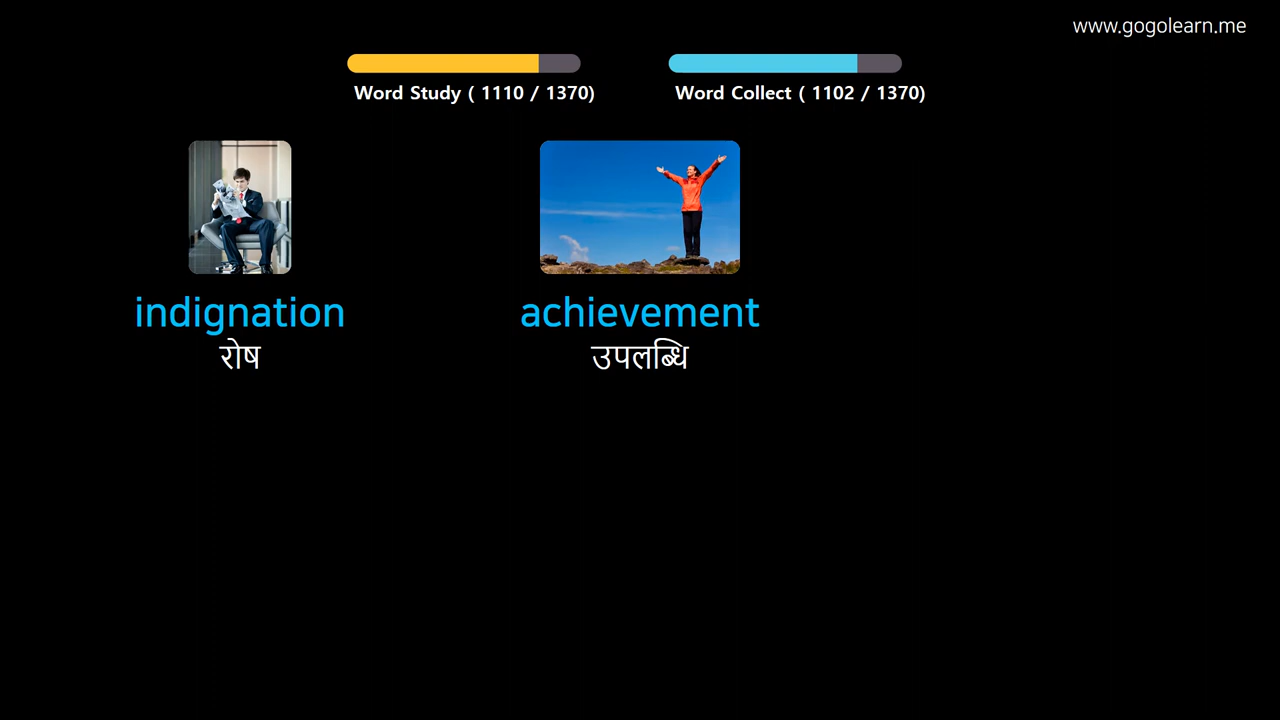 www.gogolearn.me
Word Study ( 1110 / 1370)
Word Collect ( 1102 / 1370)
indignation
रोष
achievement
उपलब्धि